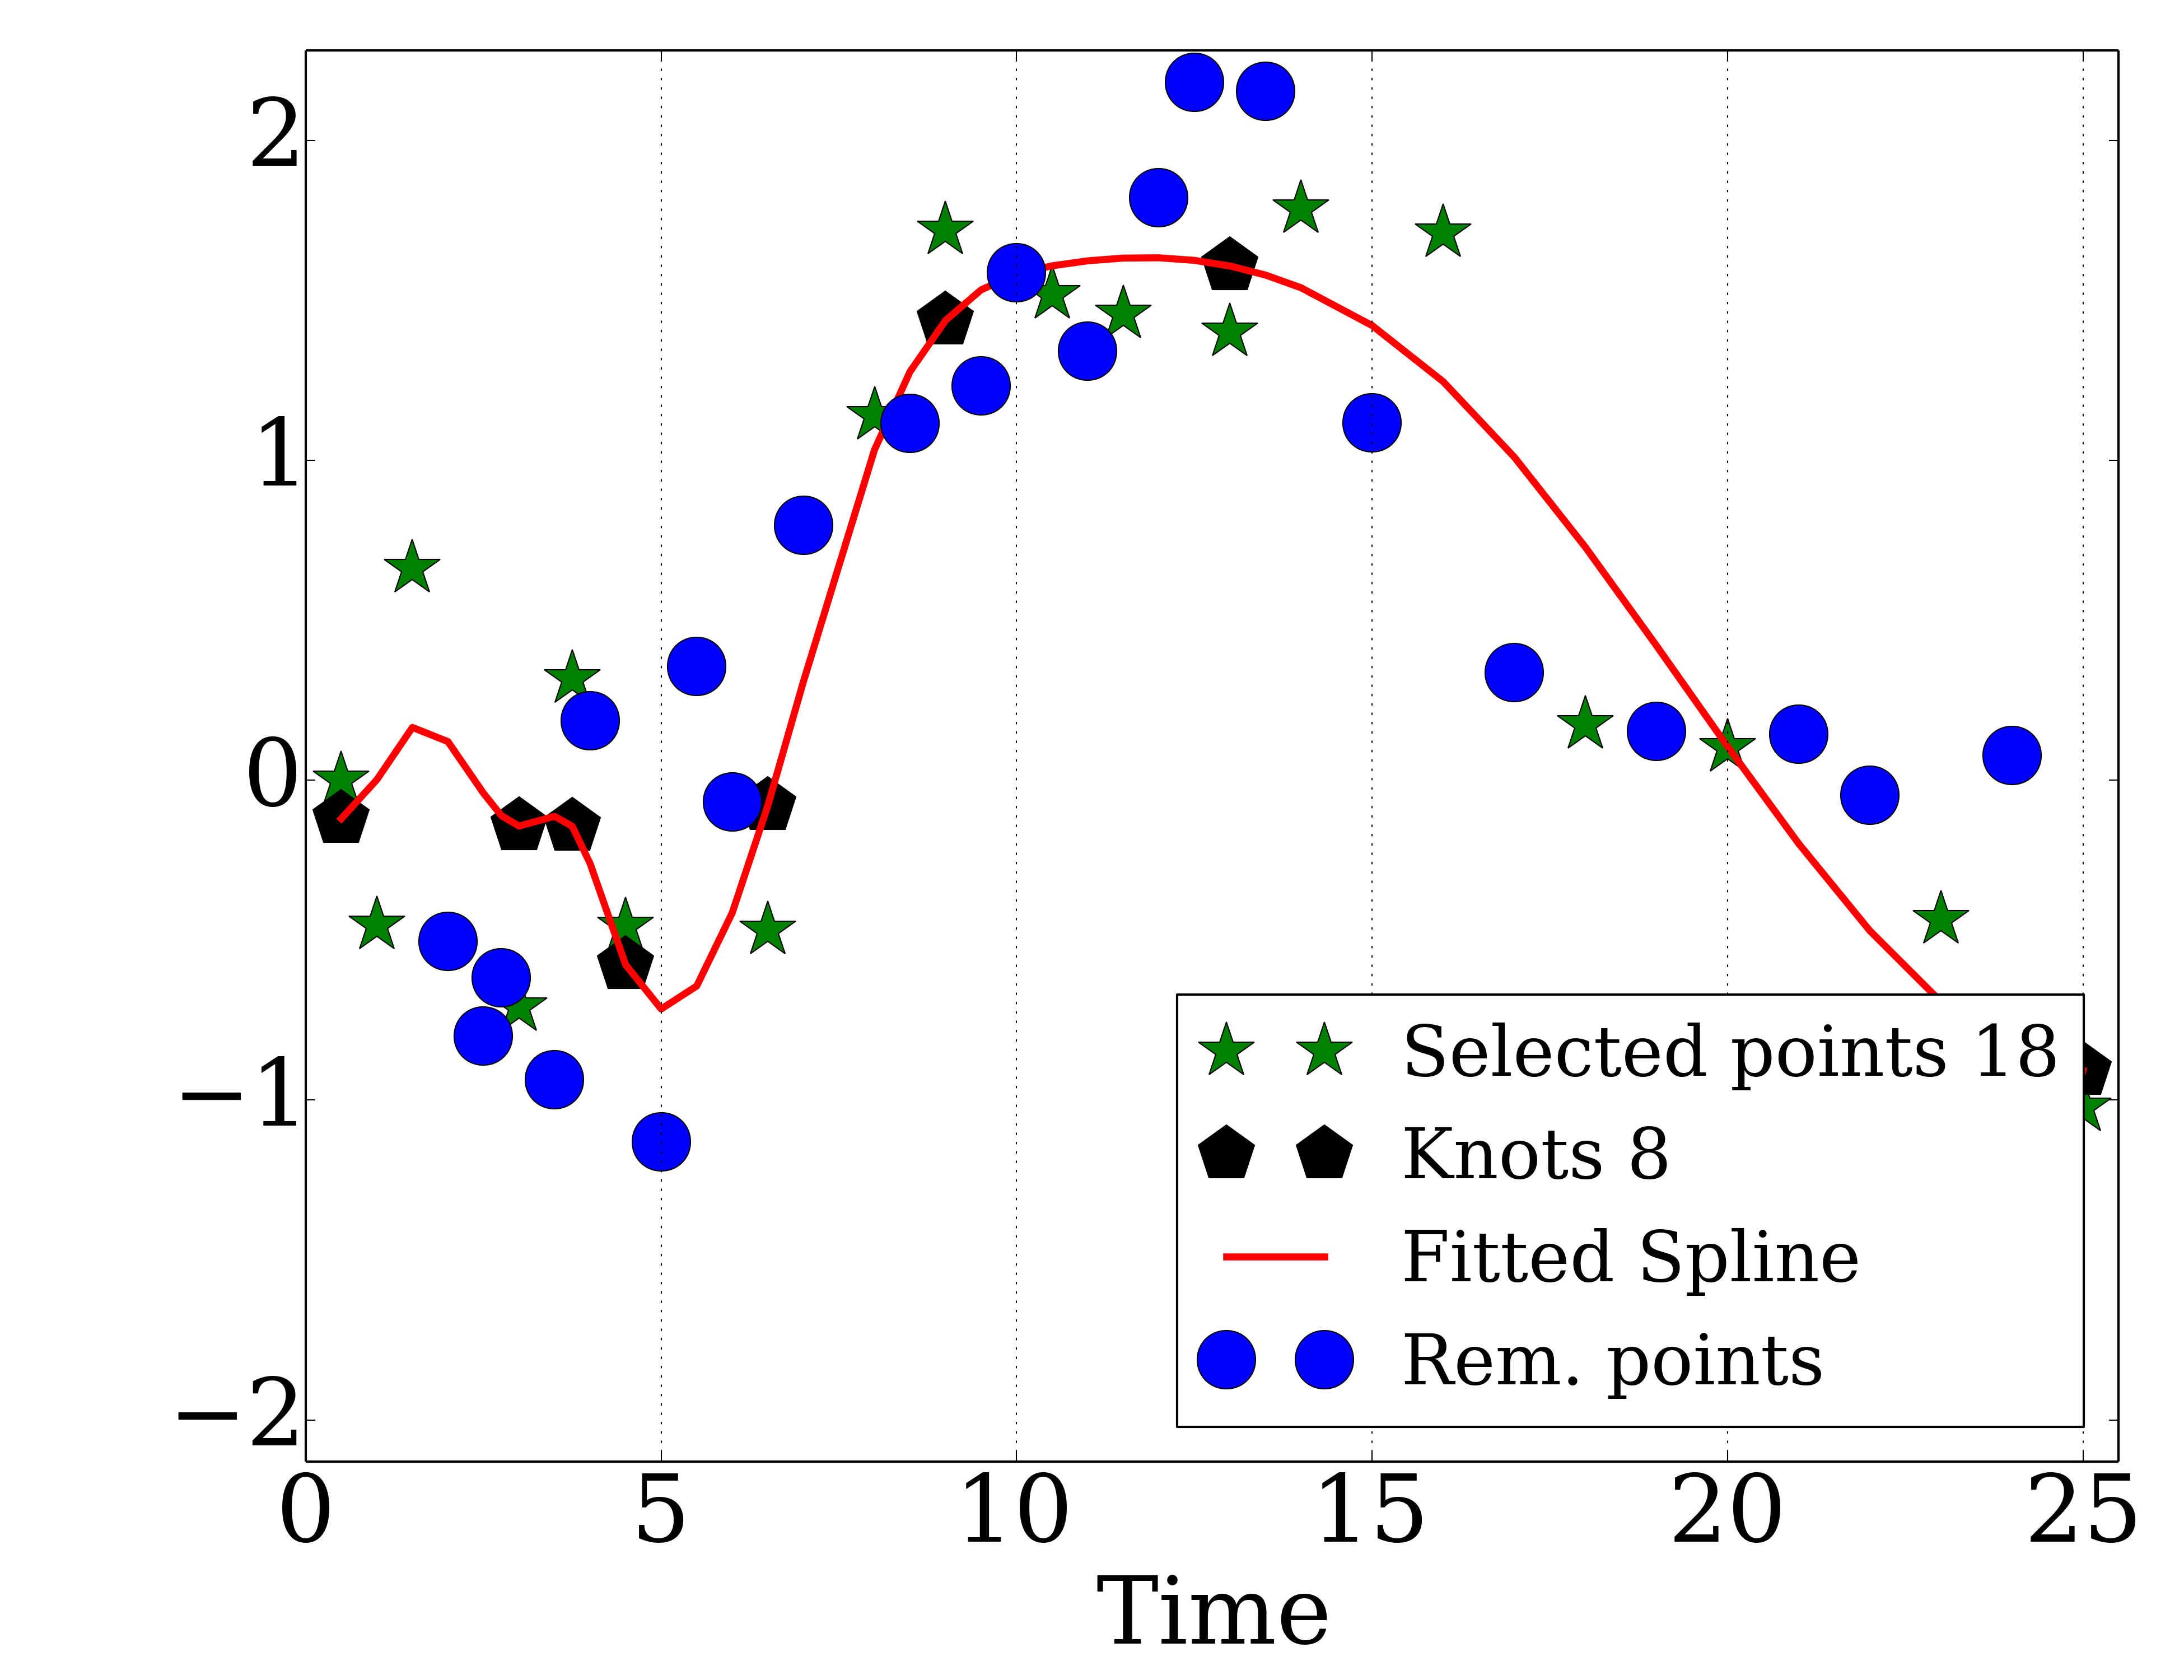 2
1
0
−1
−2
Selected points 18
Knots 8
Fitted Spline
Rem. points
0 5 10 15 20 25
Time